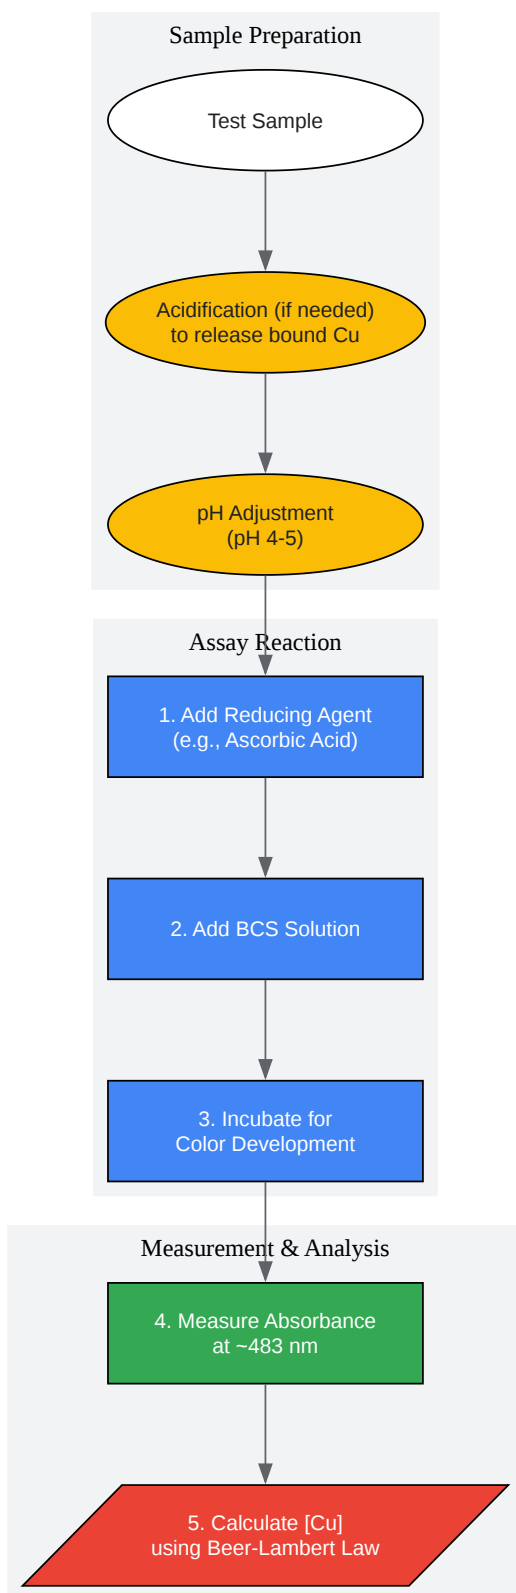 Sample Preparation
Test Sample
Acidification (if needed)
to release bound Cu
pH Adjustment
(pH 4-5)
Assay Reaction
1. Add Reducing Agent
(e.g., Ascorbic Acid)
2. Add BCS Solution
3. Incubate for
Color Development
Measurement & Analysis
4. Measure Absorbance
at ~483 nm
5. Calculate [Cu]
using Beer-Lambert Law